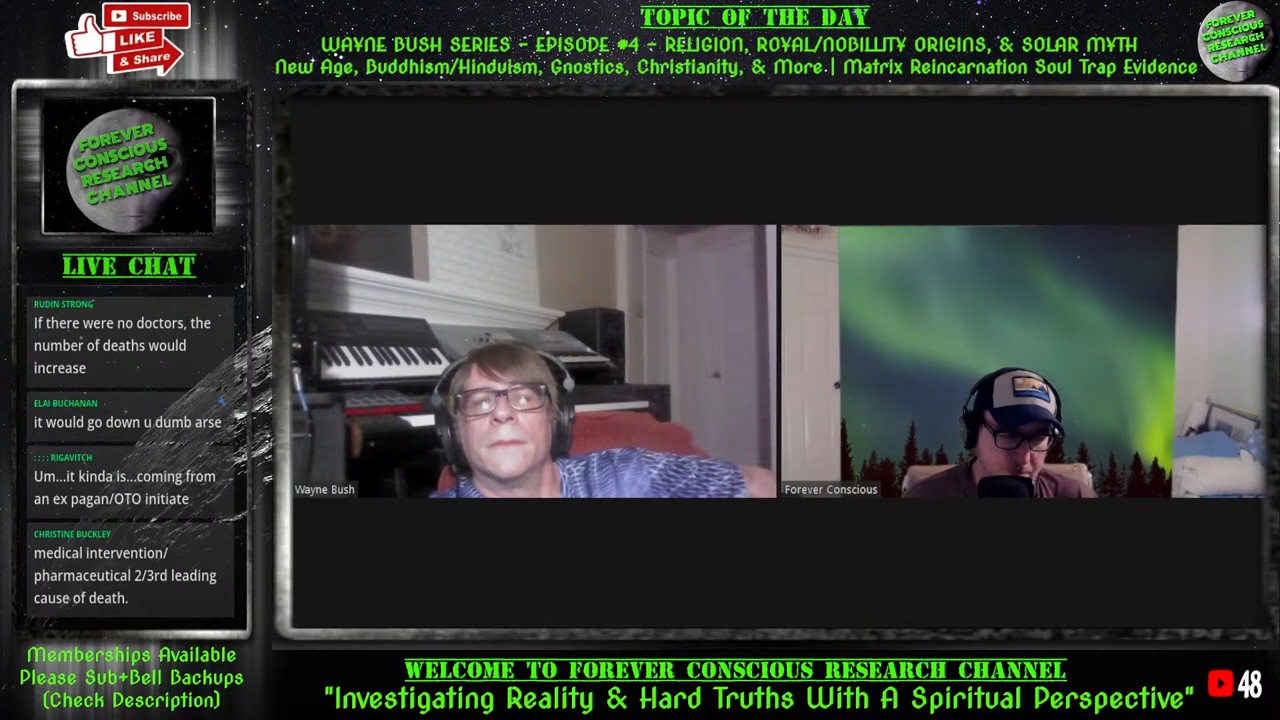 Subscribe
LIKE
& Share
TOPIC OF THE DAY
WAYNE BUSH SERIES - EPISODE #4 - RELIGION, ROYAL/NOBILLITY ORIGINS, & SOLAR MYTH
New Age, Buddhism/Hinduism, Gnostics, Christianity, & More | Matrix Reincarnation Soul Trap Evidence
FOREVER
CONSCIOUS
RESEARCH
CHANNEL
FOREVER
CONSCIOUS
RESEARCH
CHANNEL
LIVE CHAT
RUDIN STRONG
If there were no doctors, the
number of deaths would
increase
ELAI BUCHANAN
it would go down u dumb arse
: : : : RIGAVITCH
Um...it kinda is...coming from
an ex pagan/OTO initiate
CHRISTINE BUCKLEY
medical intervention/
pharmaceutical 2/3rd leading
cause of death.
Wayne Bush
Forever Conscious
Memberships Available
Please Sub+Bell Backups
(Check Description)
WELCOME TO FOREVER CONSCIOUS RESEARCH CHANNEL
"Investigating Reality & Hard Truths With A Spiritual Perspective"
48